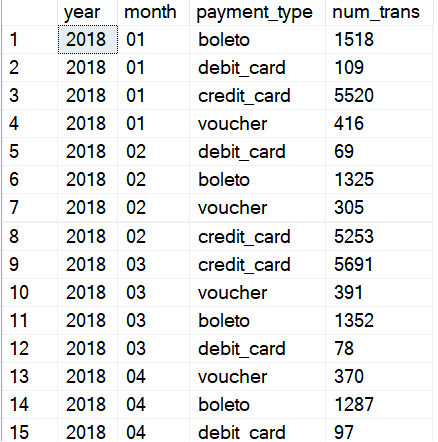 year month payment_type num_trans
1 2018 01 boleto 1518
2 2018 01 debit_card 109
3 2018 01 credit_card 5520
4 2018 01 voucher 416
5 2018 02 debit_card 69
6 2018 02 boleto 1325
7 2018 02 voucher 305
8 2018 02 credit_card 5253
9 2018 03 credit_card 5691
10 2018 03 voucher 391
11 2018 03 boleto 1352
12 2018 03 debit_card 78
13 2018 04 voucher 370
14 2018 04 boleto 1287
15 2018 04 debit_card 97